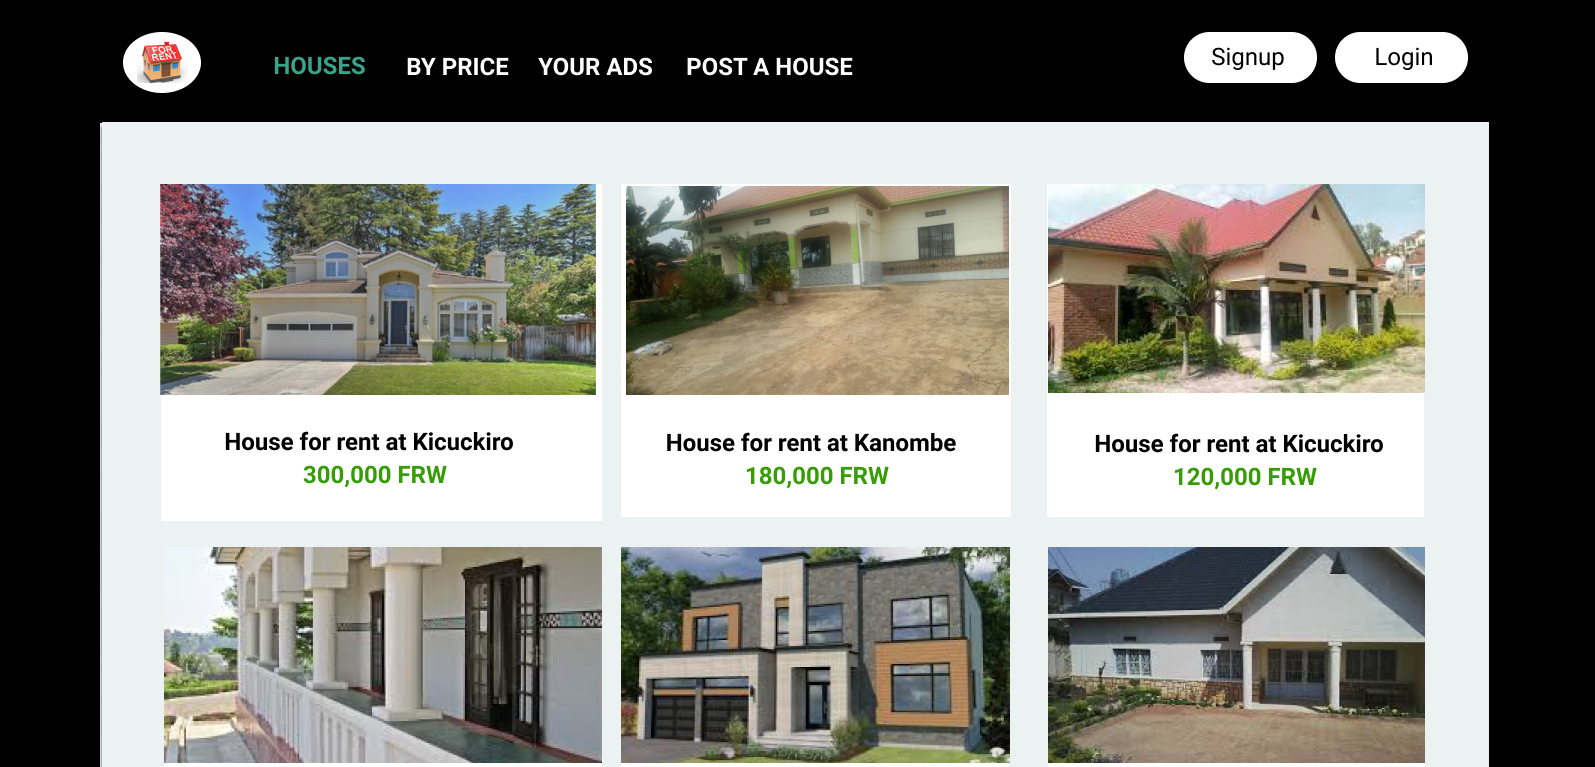 FOR
RENT
HOUSES
BY PRICE
YOUR ADS
POST A HOUSE
Signup
Login
House for rent at Kicuckiro
300,000 FRW
House for rent at Kanombe
180,000 FRW
House for rent at Kicuckiro
120,000 FRW